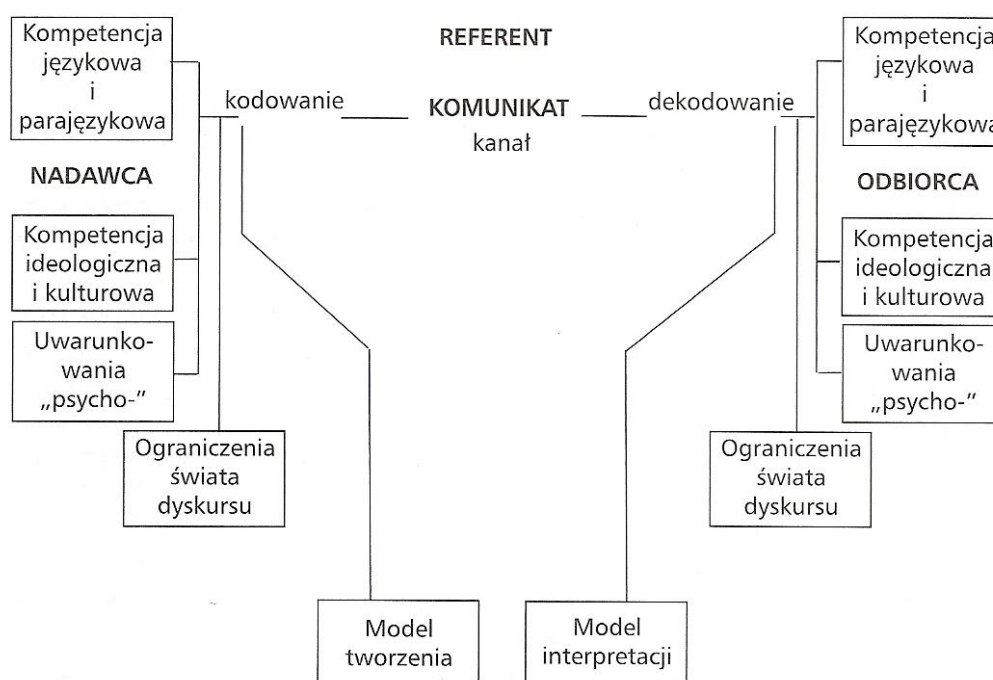 Kompetencja
językowa
i
parajęzykowa
REFERENT
Kompetencja
językowa
i
parajęzykowa
kodowanie
KOMUNIKAT
dekodowanie
kanał
NADAWCA
ODBIORCA
Kompetencja
ideologiczna
i kulturowa
Kompetencja
ideologiczna
i kulturowa
Uwarunko-
wania
„psycho-”
Uwarunko-
wania
„psycho-”
Ograniczenia
świata
dyskursu
Ograniczenia
świata
dyskursu
Model
tworzenia
Model
interpretacji